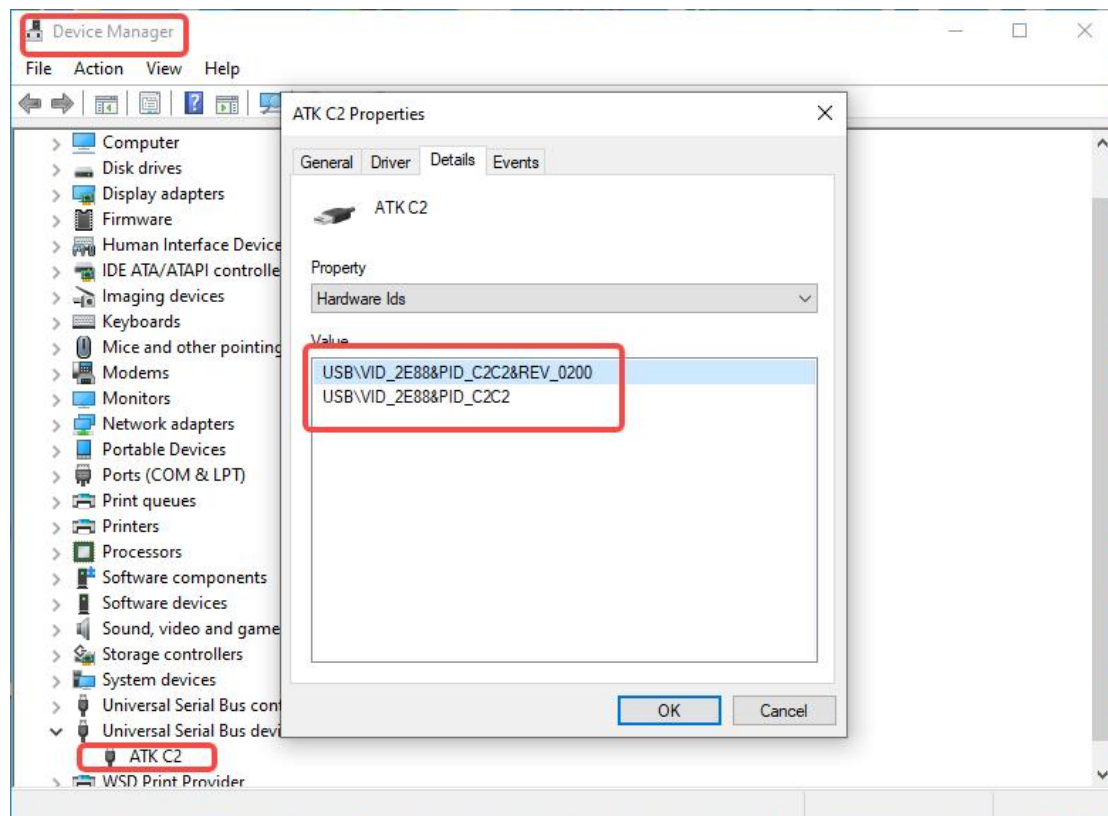 Device Manager
File Action View Help
Computer
Disk drives
Display adapters
Firmware
Human Interface Device
IDE ATA/ATAPI controlle
Imaging devices
Keyboards
Mice and other pointing
Modems
Monitors
Network adapters
Portable Devices
Ports (COM & LPT)
Print queues
Printers
Processors
Software components
Software devices
Sound, video and game
Storage controllers
System devices
Universal Serial Bus cont
Universal Serial Bus devi
ATK C2
WSD Print Provider
ATK C2 Properties
General Driver Details Events
ATK C2
Property
Hardware Ids
Value
USB\VID_2E88&PID_C2C2&REV_0200
USB\VID_2E88&PID_C2C2
OK Cancel